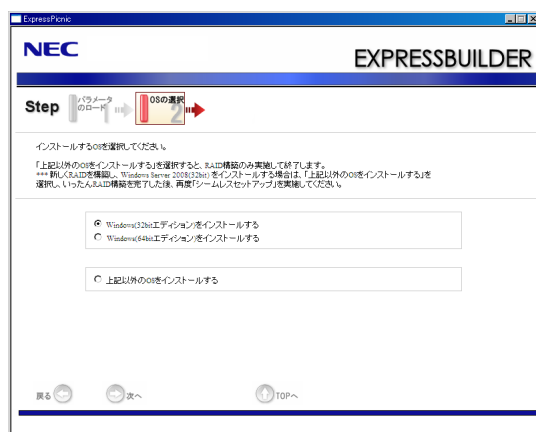 ExpressPicnic
NEC
EXPRESSBUILDER
Step パラメータのロード 1 OSの選択 2
インストールするOSを選択してください。
「上記以外のOSをインストールする」を選択すると、RAID構築のみ実施して終了します。
*** 新しくRAIDを構築し、Windows Server 2008(32bit)をインストールする場合は、「上記以外のOSをインストールする」を
選択し、いったんRAID構築を完了した後、再度「シームレスセットアップ」を実施してください。
Windows(32bitエディション)をインストールする
Windows(64bitエディション)をインストールする
上記以外のOSをインストールする
戻る 次へ TOPへ